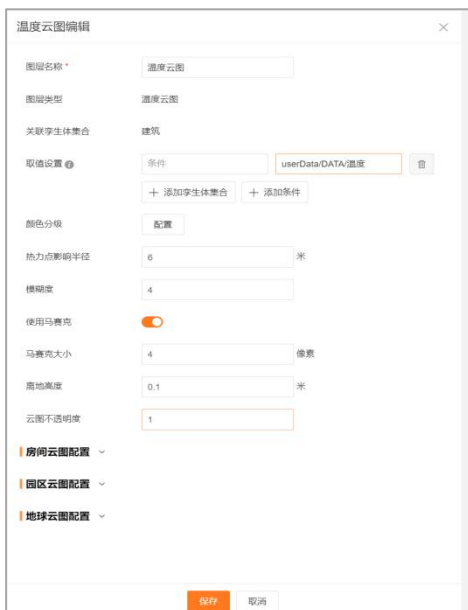 温度云图编辑
图层名称 * 温度云图
图层类型 温度云图
关联孪生体集合 建筑
取值设置 条件 userData/DATA/温度
+ 添加孪生体集合 + 添加条件
颜色分级 配置
热力点影响半径 6 米
模糊度 4
使用马赛克
马赛克大小 4 像素
离地高度 0.1 米
云图不透明度 1
房间云图配置
园区云图配置
地球云图配置
保存 取消